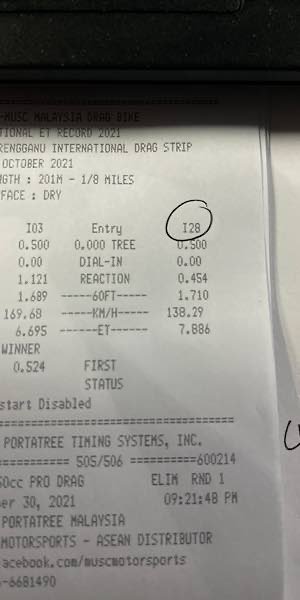 -MUSC MALAYSIA DRAG BIKE
TIONAL ET RECORD 2021
RENGGANU INTERNATIONAL DRAG STRIP
OCTOBER 2021
GTH : 201M - 1/8 MILES
FACE : DRY
I03 Entry I28
0.500 0.000 TREE 0.500
0.00 DIAL-IN 0.00
1.121 REACTION 0.454
1.689 -----60FT----- 1.710
169.68 -----KM/H----- 138.29
6.695 ------ET------ 7.886
WINNER
0.524 FIRST
STATUS
start Disabled
PORTATREE TIMING SYSTEMS, INC.
=========== 505/506 ==========600214
50cc PRO DRAG ELIM RND 1
er 30, 2021 09:21:48 PM
PORTATREE MALAYSIA
MOTORSPORTS - ASEAN DISTRIBUTOR
acebook.com/muscmotorsports
-6681490